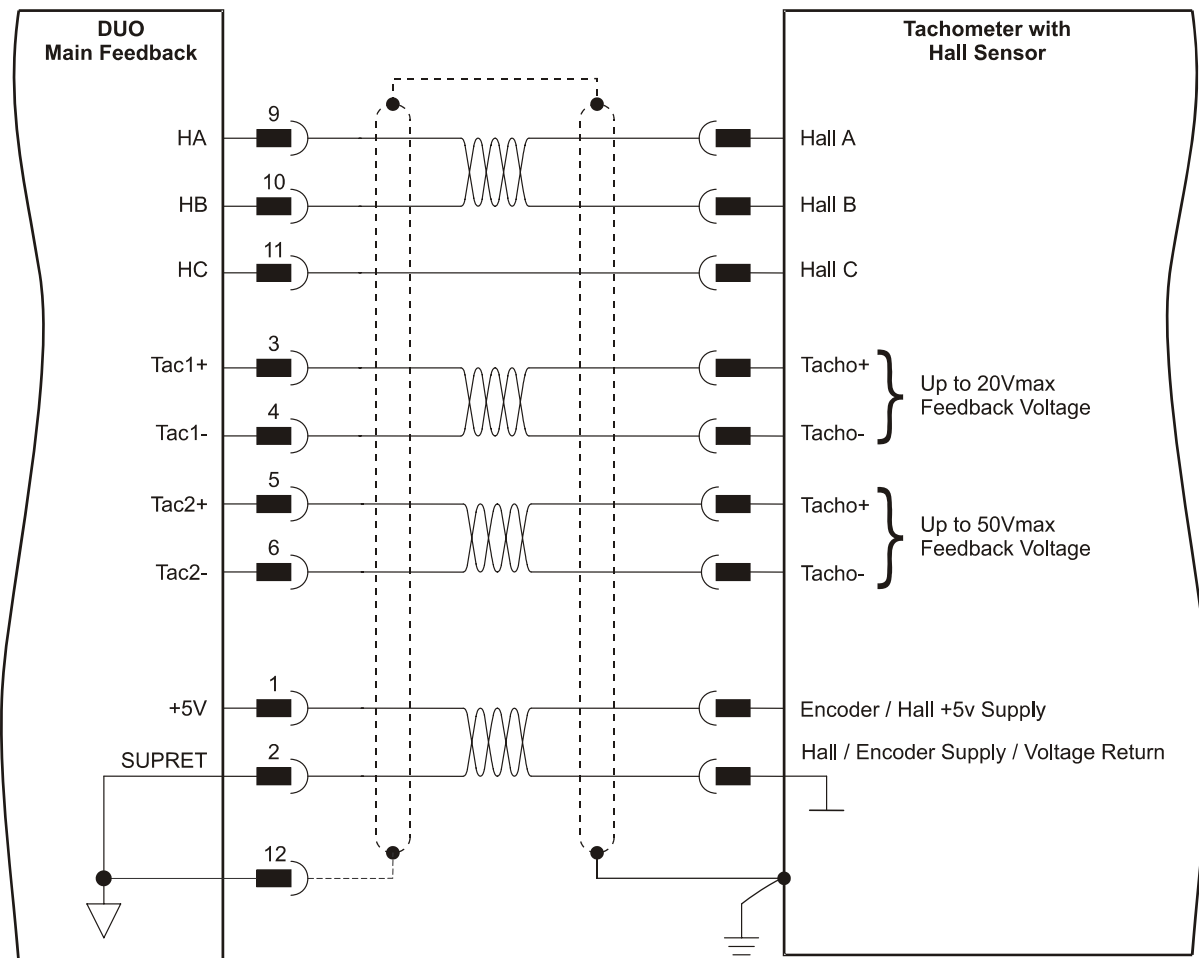 DUO
Main Feedback
Tachometer with
Hall Sensor
HA
9
Hall A
HB
10
Hall B
HC
11
Hall C
Tac1+
3
Tacho+
Up to 20Vmax
Feedback Voltage
Tac1-
4
Tacho-
Tac2+
5
Tacho+
Up to 50Vmax
Feedback Voltage
Tac2-
6
Tacho-
+5V
1
Encoder / Hall +5v Supply
SUPRET
2
Hall / Encoder Supply / Voltage Return
12